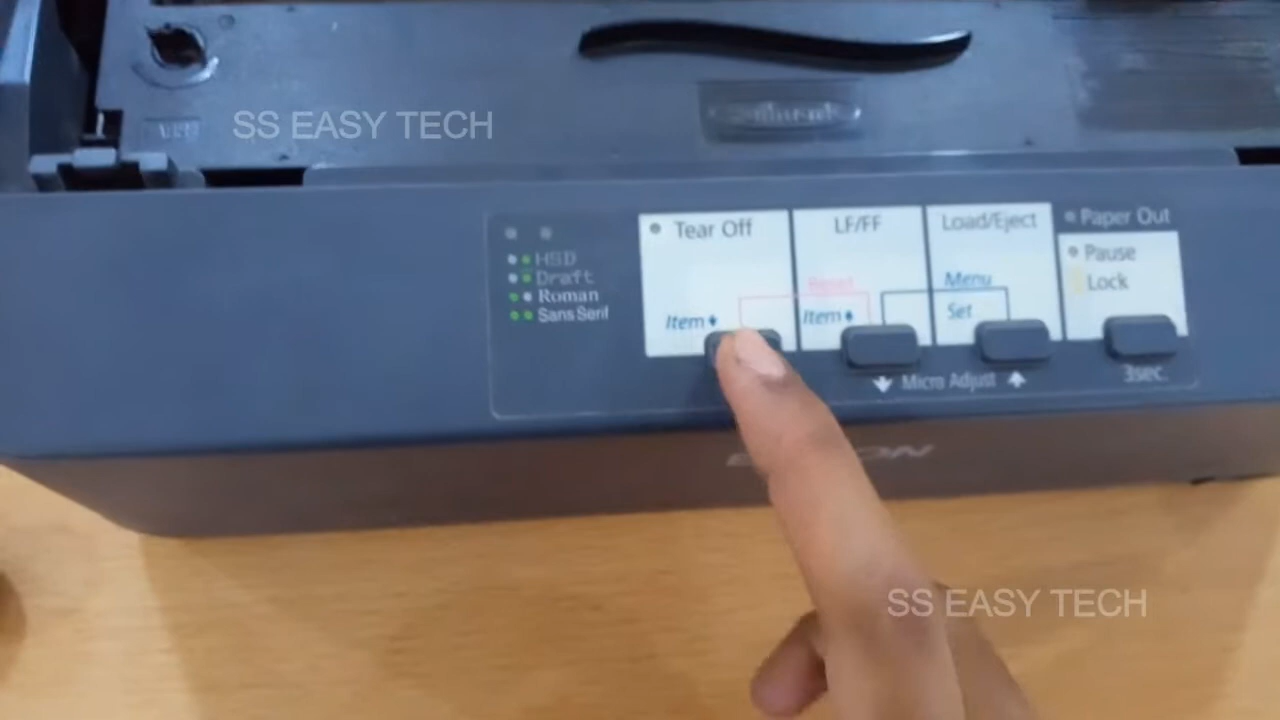 SS EASY TECH
Tear Off
LF/FF
Load/Eject
Paper Out
HSD
Draft
Roman
Sans Serif
Pause
Lock
Reset
Menu
Item
Item
Set
Micro Adjust
3sec.
SS EASY TECH